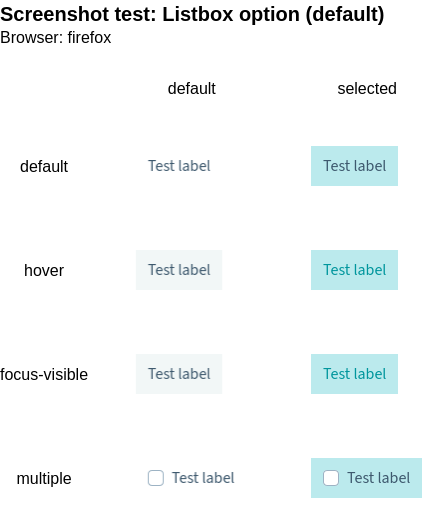 Screenshot test: Listbox option (default)
Browser: firefox
default selected
default Test label Test label
hover Test label Test label
focus-visible Test label Test label
multiple Test label Test label